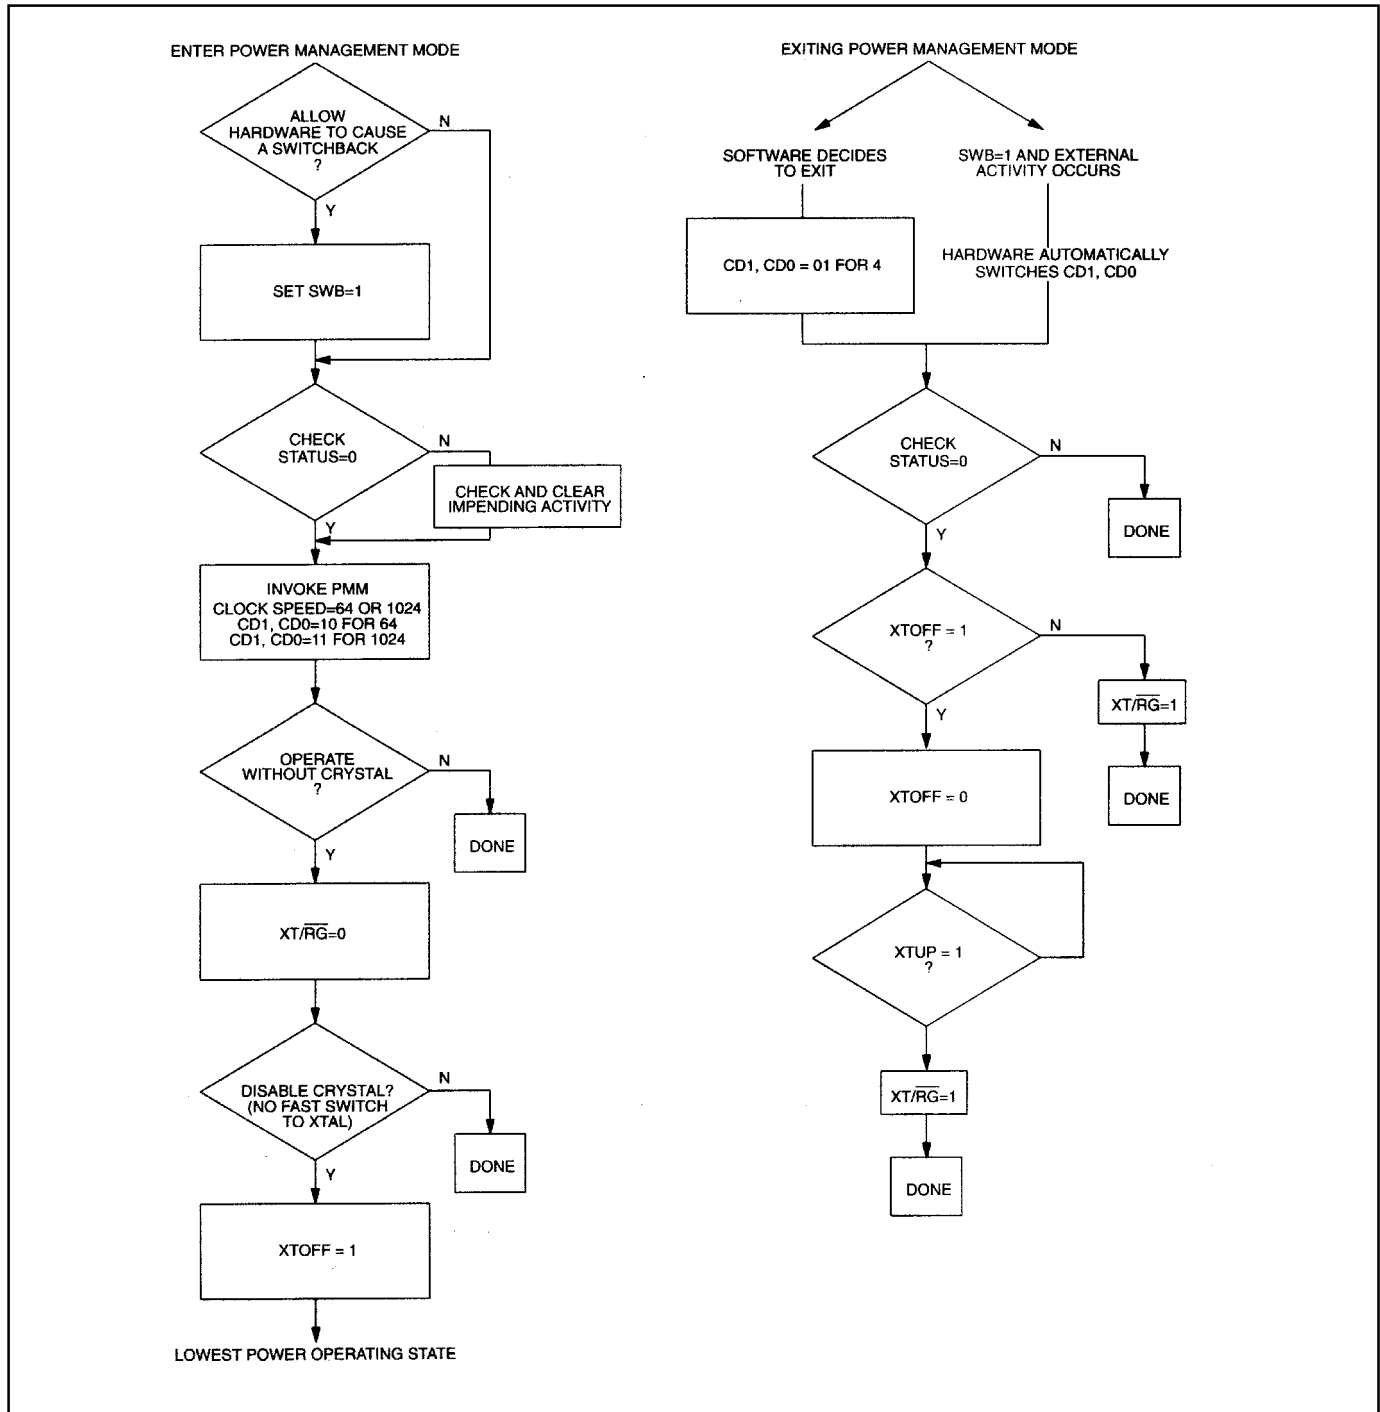 ENTER POWER MANAGEMENT MODE
ALLOW
HARDWARE TO CAUSE
A SWITCHBACK
?
N
Y
SET SWB=1
CHECK
STATUS=0
N
CHECK AND CLEAR
IMPENDING ACTIVITY
Y
INVOKE PMM
CLOCK SPEED=64 OR 1024
CD1, CD0=10 FOR 64
CD1, CD0=11 FOR 1024
OPERATE
WITHOUT CRYSTAL
?
N
DONE
Y
XT/R̅G̅=0
DISABLE CRYSTAL?
(NO FAST SWITCH
TO XTAL)
N
DONE
Y
XTOFF = 1
LOWEST POWER OPERATING STATE
EXITING POWER MANAGEMENT MODE
SOFTWARE DECIDES
TO EXIT
SWB=1 AND EXTERNAL
ACTIVITY OCCURS
CD1, CD0 = 01 FOR 4
HARDWARE AUTOMATICALLY
SWITCHES CD1, CD0
CHECK
STATUS=0
N
DONE
Y
XTOFF = 1
?
N
XT/R̅G̅=1
DONE
Y
XTOFF = 0
XTUP = 1
?
XT/R̅G̅=1
DONE